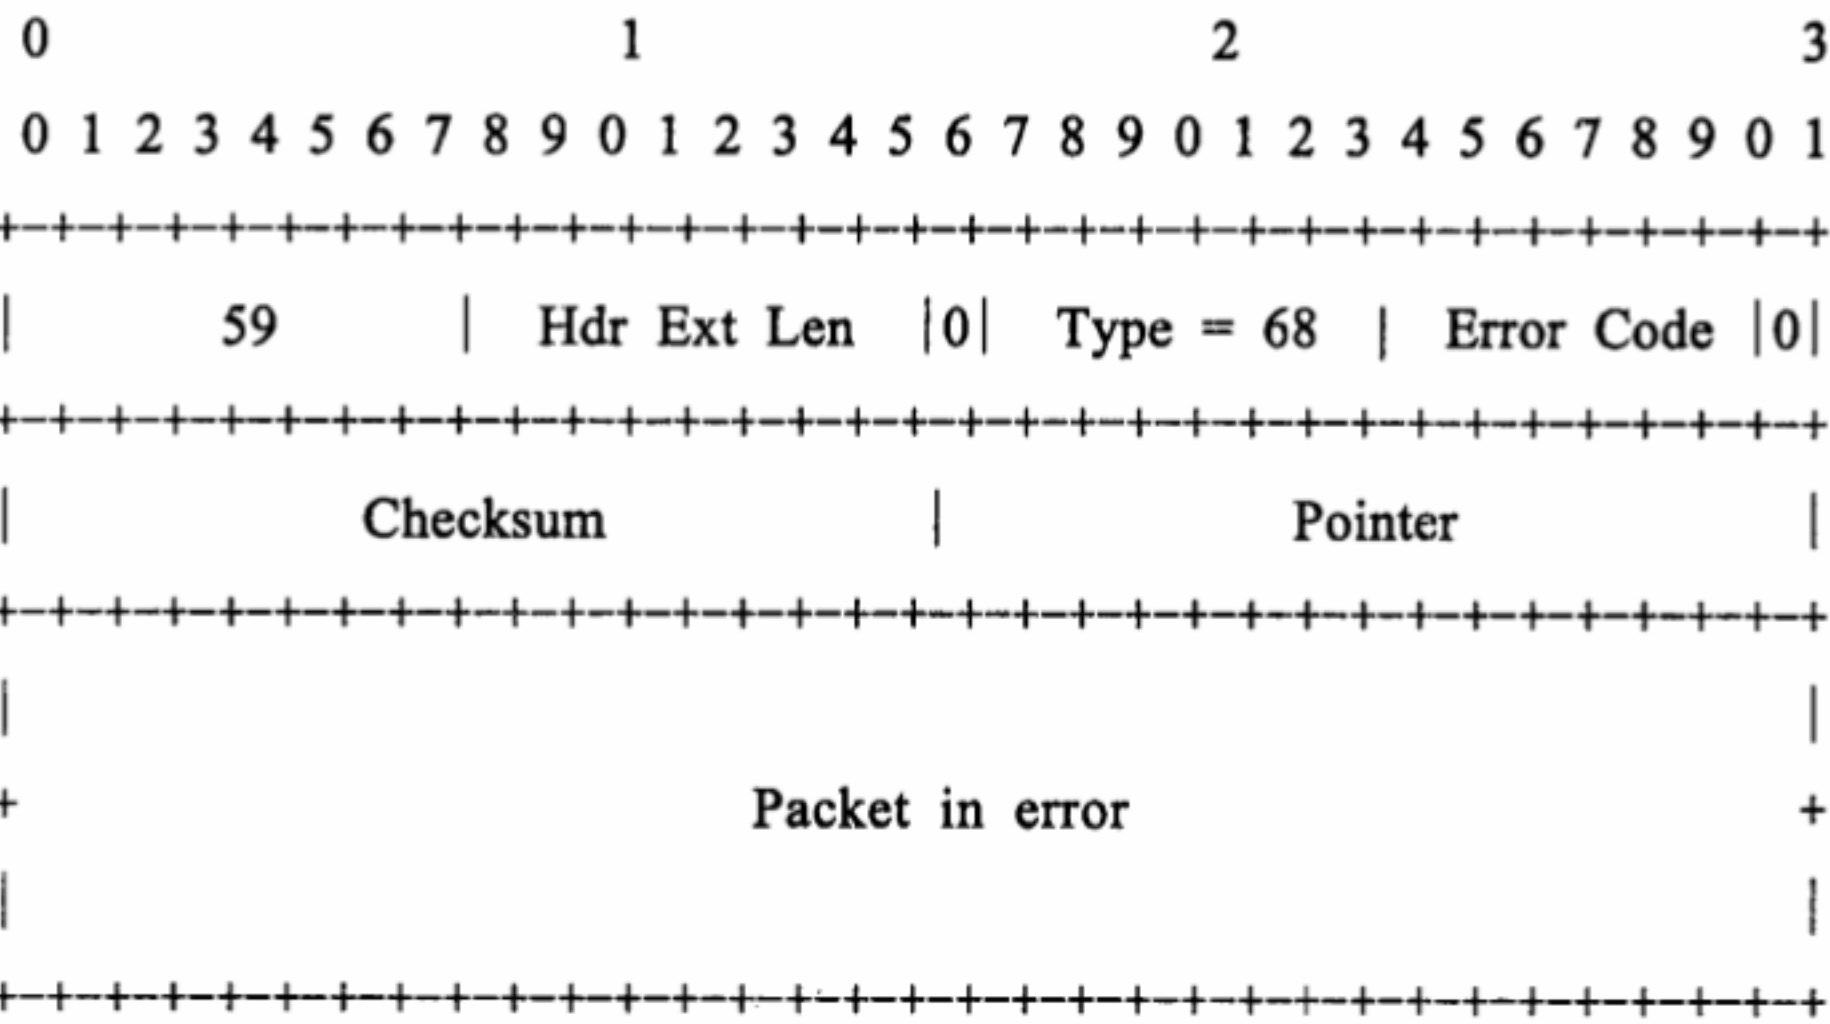 0 1 2 3
0 1 2 3 4 5 6 7 8 9 0 1 2 3 4 5 6 7 8 9 0 1 2 3 4 5 6 7 8 9 0 1
+-+-+-+-+-+-+-+-+-+-+-+-+-+-+-+-+-+-+-+-+-+-+-+-+-+-+-+-+-+-+-+-+
| 59 | Hdr Ext Len |0| Type = 68 | Error Code |0|
+-+-+-+-+-+-+-+-+-+-+-+-+-+-+-+-+-+-+-+-+-+-+-+-+-+-+-+-+-+-+-+-+
| Checksum | Pointer |
+-+-+-+-+-+-+-+-+-+-+-+-+-+-+-+-+-+-+-+-+-+-+-+-+-+-+-+-+-+-+-+-+
| |
+ Packet in error +
| |
+-+-+-+-+-+-+-+-+-+-+-+-+-+-+-+-+-+-+-+-+-+-+-+-+-+-+-+-+-+-+-+-+